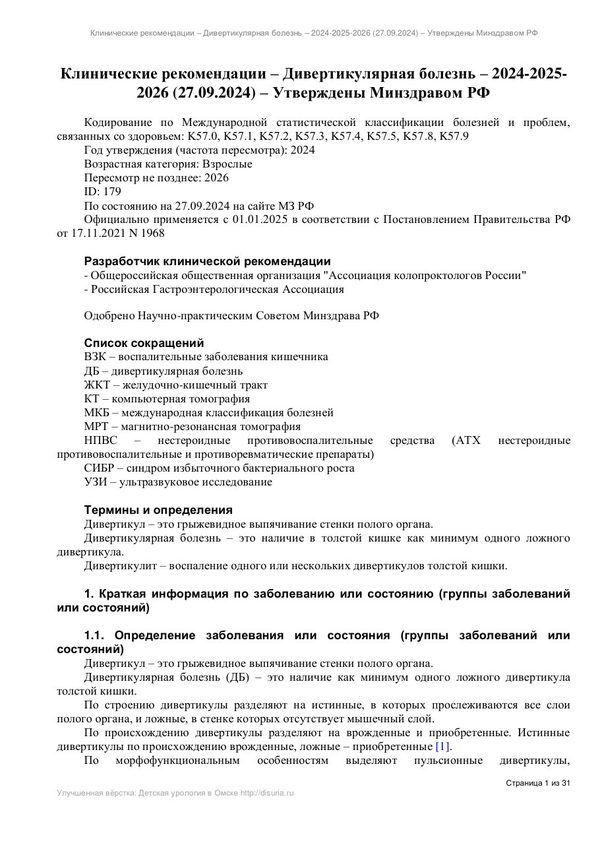 Клинические рекомендации – Дивертикулярная болезнь – 2024-2025-2026 (27.09.2024) – Утверждены Минздравом РФ
Клинические рекомендации – Дивертикулярная болезнь – 2024-2025-
2026 (27.09.2024) – Утверждены Минздравом РФ
Кодирование по Международной статистической классификации болезней и проблем,
связанных со здоровьем: K57.0, K57.1, K57.2, K57.3, K57.4, K57.5, K57.8, K57.9
Год утверждения (частота пересмотра): 2024
Возрастная категория: Взрослые
Пересмотр не позднее: 2026
ID: 179
По состоянию на 27.09.2024 на сайте МЗ РФ
Официально применяется с 01.01.2025 в соответствии с Постановлением Правительства РФ
от 17.11.2021 N 1968
Разработчик клинической рекомендации
- Общероссийская общественная организация "Ассоциация колопроктологов России"
- Российская Гастроэнтерологическая Ассоциация
Одобрено Научно-практическим Советом Минздрава РФ
Список сокращений
ВЗК – воспалительные заболевания кишечника
ДБ – дивертикулярная болезнь
ЖКТ – желудочно-кишечный тракт
КТ – компьютерная томография
МКБ – международная классификация болезней
МРТ – магнитно-резонансная томография
НПВС – нестероидные противовоспалительные средства (АТХ нестероидные
противовоспалительные и противоревматические препараты)
СИБР – синдром избыточного бактериального роста
УЗИ – ультразвуковое исследование
Термины и определения
Дивертикул – это грыжевидное выпячивание стенки полого органа.
Дивертикулярная болезнь – это наличие в толстой кишке как минимум одного ложного
дивертикула.
Дивертикулит – воспаление одного или нескольких дивертикулов толстой кишки.
1. Краткая информация по заболеванию или состоянию (группы заболеваний
или состояний)
1.1. Определение заболевания или состояния (группы заболеваний или
состояний)
Дивертикул – это грыжевидное выпячивание стенки полого органа.
Дивертикулярная болезнь (ДБ) – это наличие как минимум одного ложного дивертикула
толстой кишки.
По строению дивертикулы разделяют на истинные, в которых прослеживаются все слои
полого органа, и ложные, в стенке которых отсутствует мышечный слой.
По происхождению дивертикулы разделяют на врожденные и приобретенные. Истинные
дивертикулы по происхождению врожденные, ложные – приобретенные [1].
По морфофункциональным особенностям выделяют пульсионные дивертикулы,
Страница 1 из 31
Улучшенная вёрстка: Детская урология в Омске http://disuria.ru